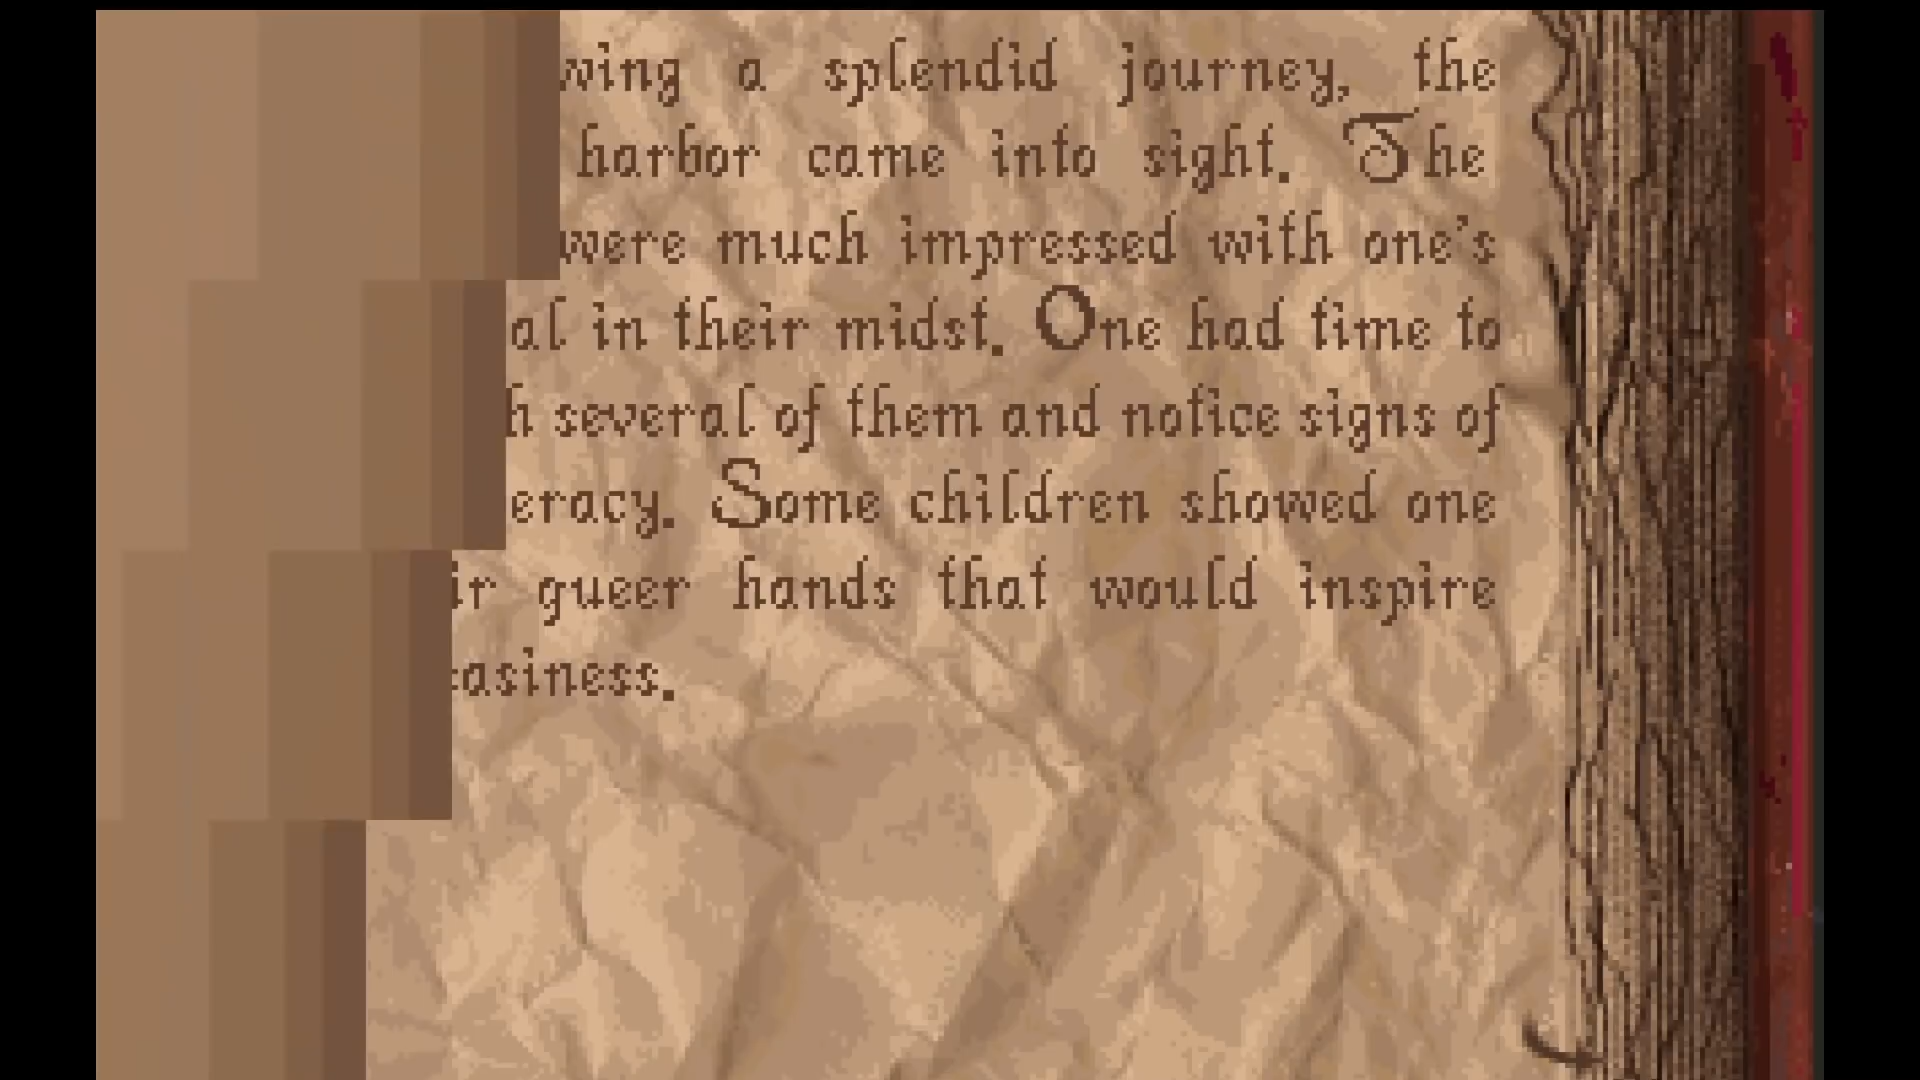 wing a splendid journey, the
harbor came into sight. The
were much impressed with one's
al in their midst. One had time to
h several of them and notice signs of
eracy. Some children showed one
ir queer hands that would inspire
easiness.